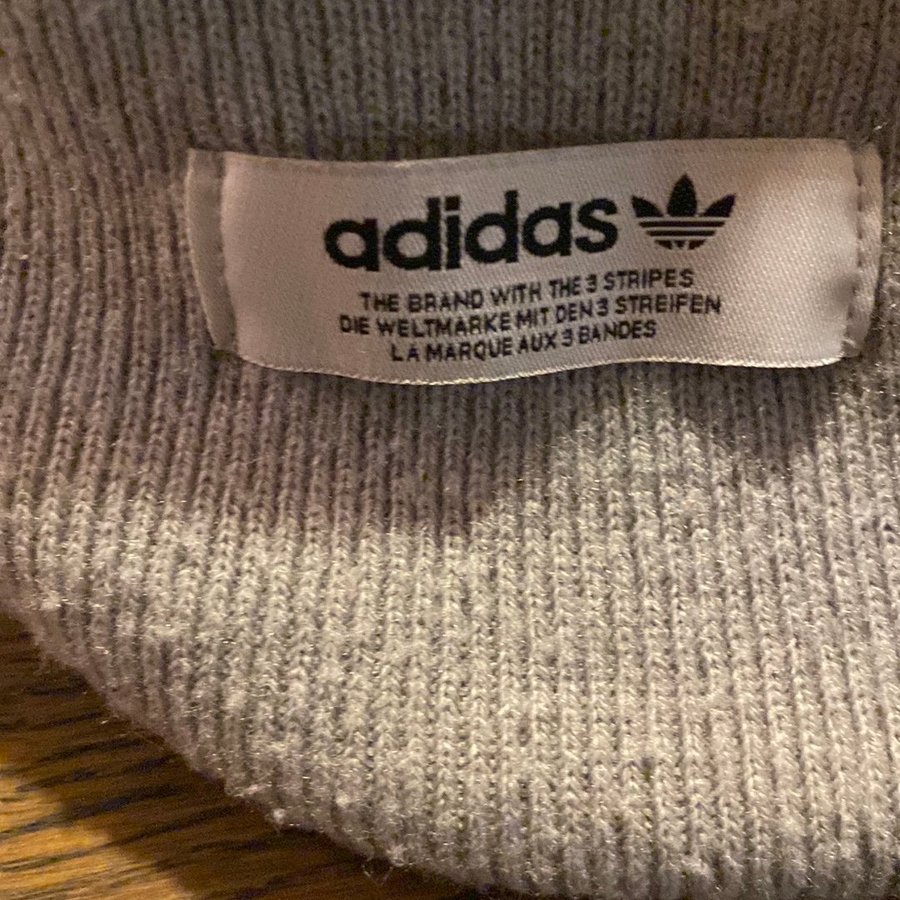 adidas
THE BRAND WITH THE 3 STRIPES
DIE WELTMARKE MIT DEN 3 STREIFEN
LA MARQUE AUX 3 BANDES